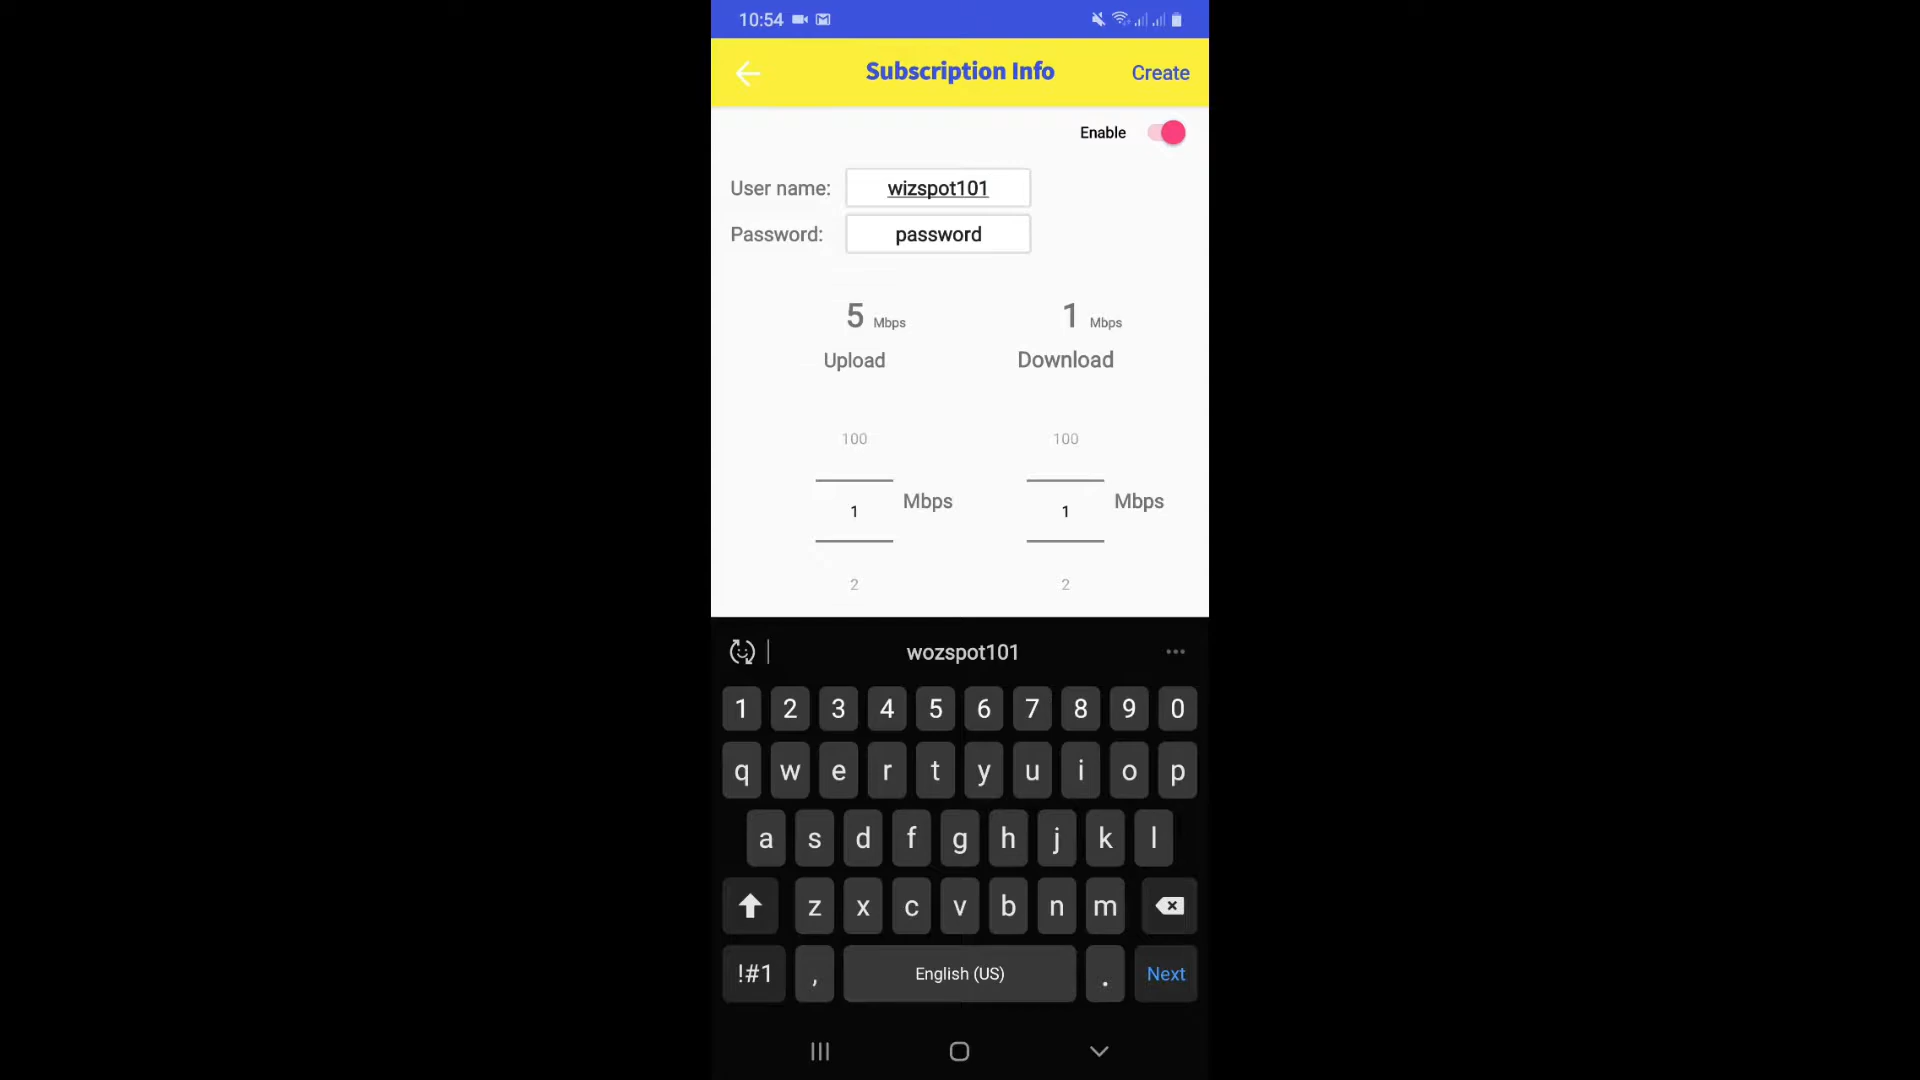 10:54
Subscription Info Create
Enable
User name: wizspot101
Password: password
5 Mbps 1 Mbps
Upload Download
100 100
1 Mbps 1 Mbps
2 2
wozspot101
1 2 3 4 5 6 7 8 9 0
q w e r t y u i o p
a s d f g h j k l
z x c v b n m
!#1 , English (US) . Next